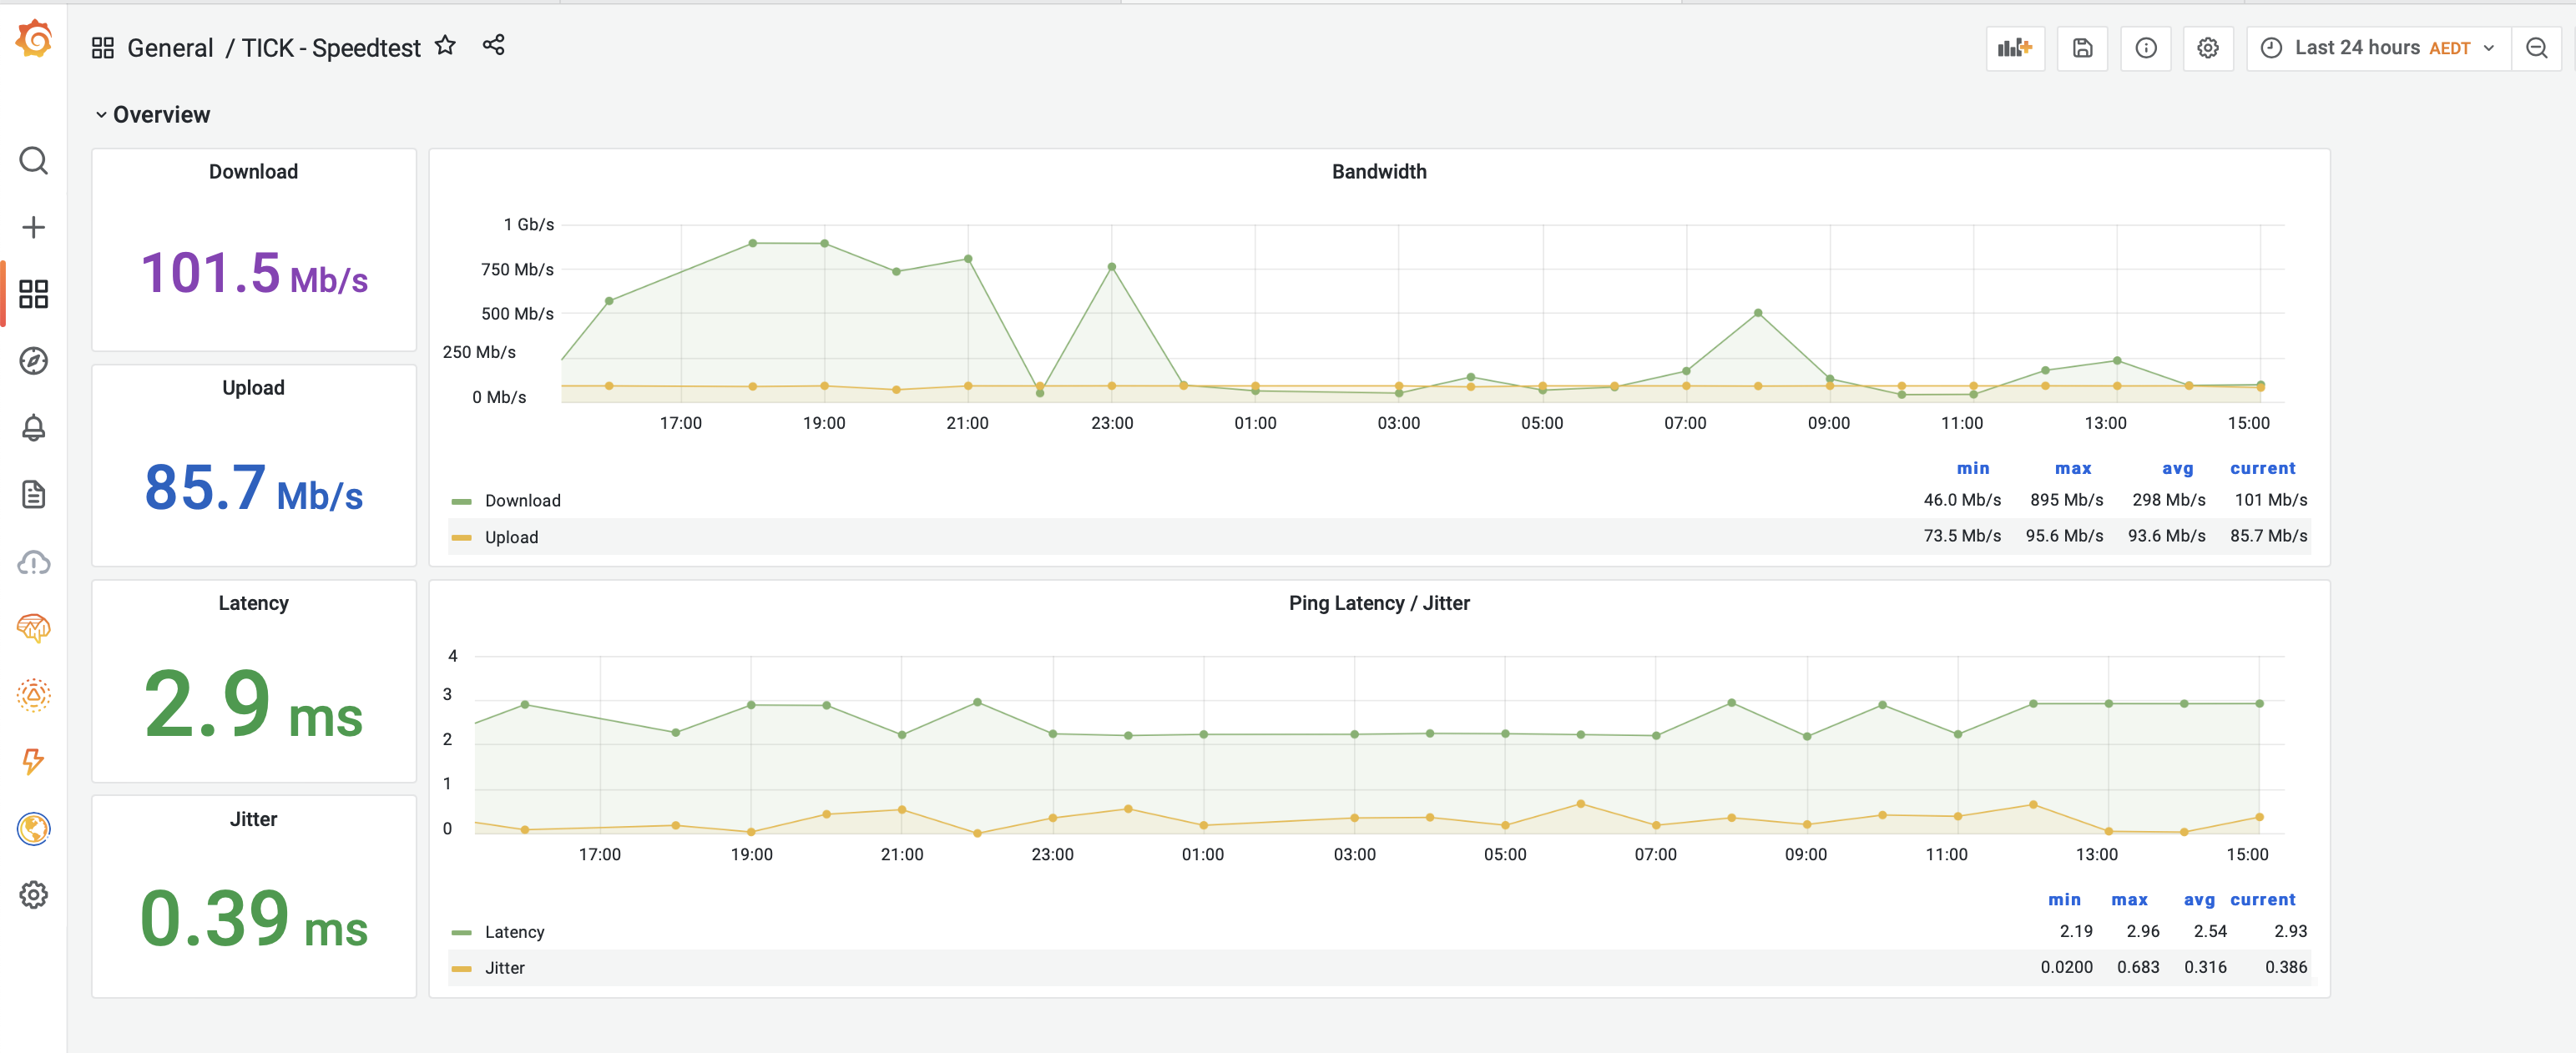 General / TICK - Speedtest
Last 24 hours AEDT
Overview
Download
101.5 Mb/s
Upload
85.7 Mb/s
Latency
2.9 ms
Jitter
0.39 ms
Bandwidth
1 Gb/s
750 Mb/s
500 Mb/s
250 Mb/s
0 Mb/s
17:00 19:00 21:00 23:00 01:00 03:00 05:00 07:00 09:00 11:00 13:00 15:00
min max avg current
Download 46.0 Mb/s 895 Mb/s 298 Mb/s 101 Mb/s
Upload 73.5 Mb/s 95.6 Mb/s 93.6 Mb/s 85.7 Mb/s
Ping Latency / Jitter
4
3
2
1
0
17:00 19:00 21:00 23:00 01:00 03:00 05:00 07:00 09:00 11:00 13:00 15:00
min max avg current
Latency 2.19 2.96 2.54 2.93
Jitter 0.0200 0.683 0.316 0.386